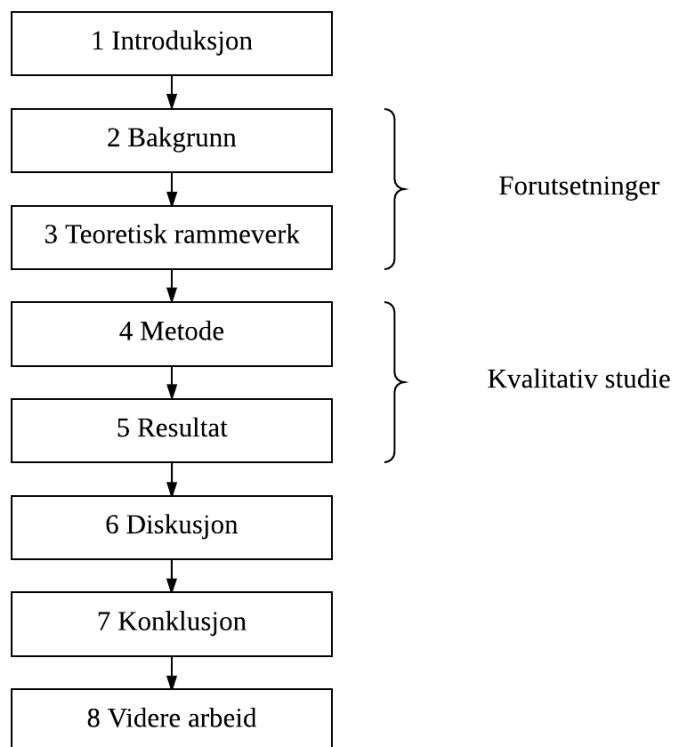 1 Introduksjon
2 Bakgrunn
3 Teoretisk rammeverk
Forutsetninger
4 Metode
5 Resultat
Kvalitativ studie
6 Diskusjon
7 Konklusjon
8 Videre arbeid